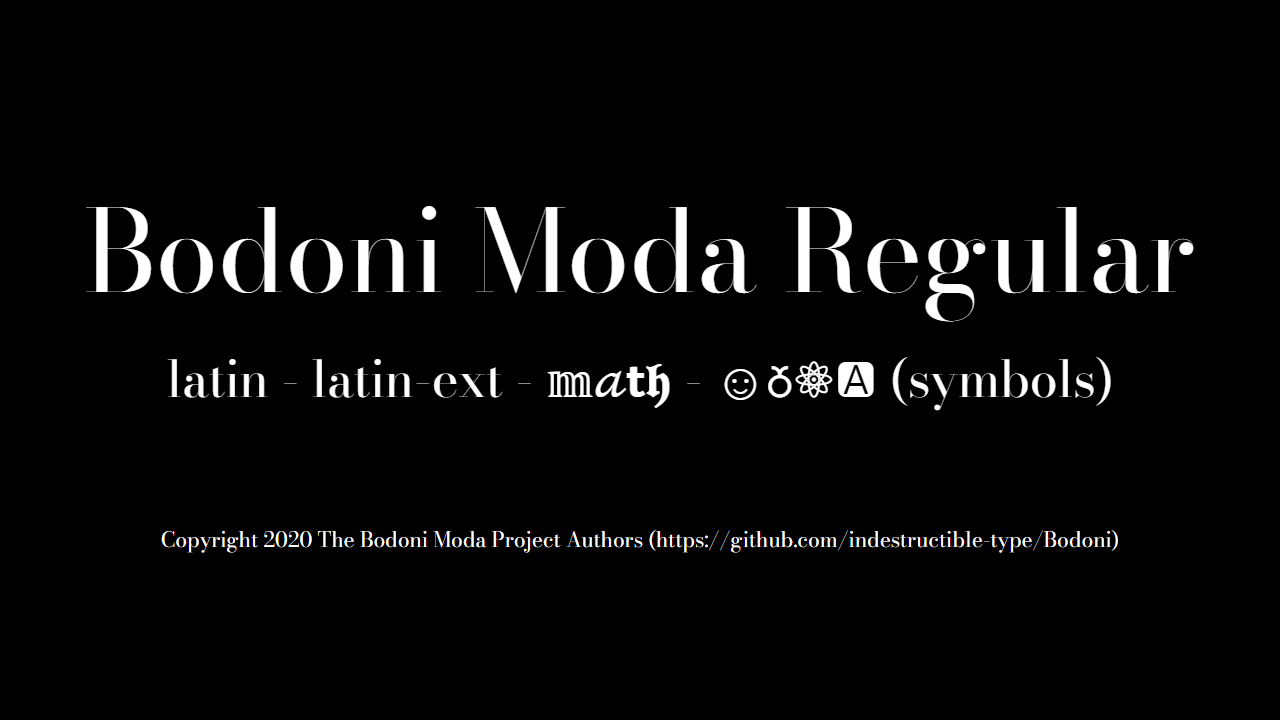 Bodoni Moda Regular
latin - latin-ext - 𝕞𝒶𝘁𝖍 - ☺♉⚛🅰 (symbols)
Copyright 2020 The Bodoni Moda Project Authors (https://github.com/indestructible-type/Bodoni)